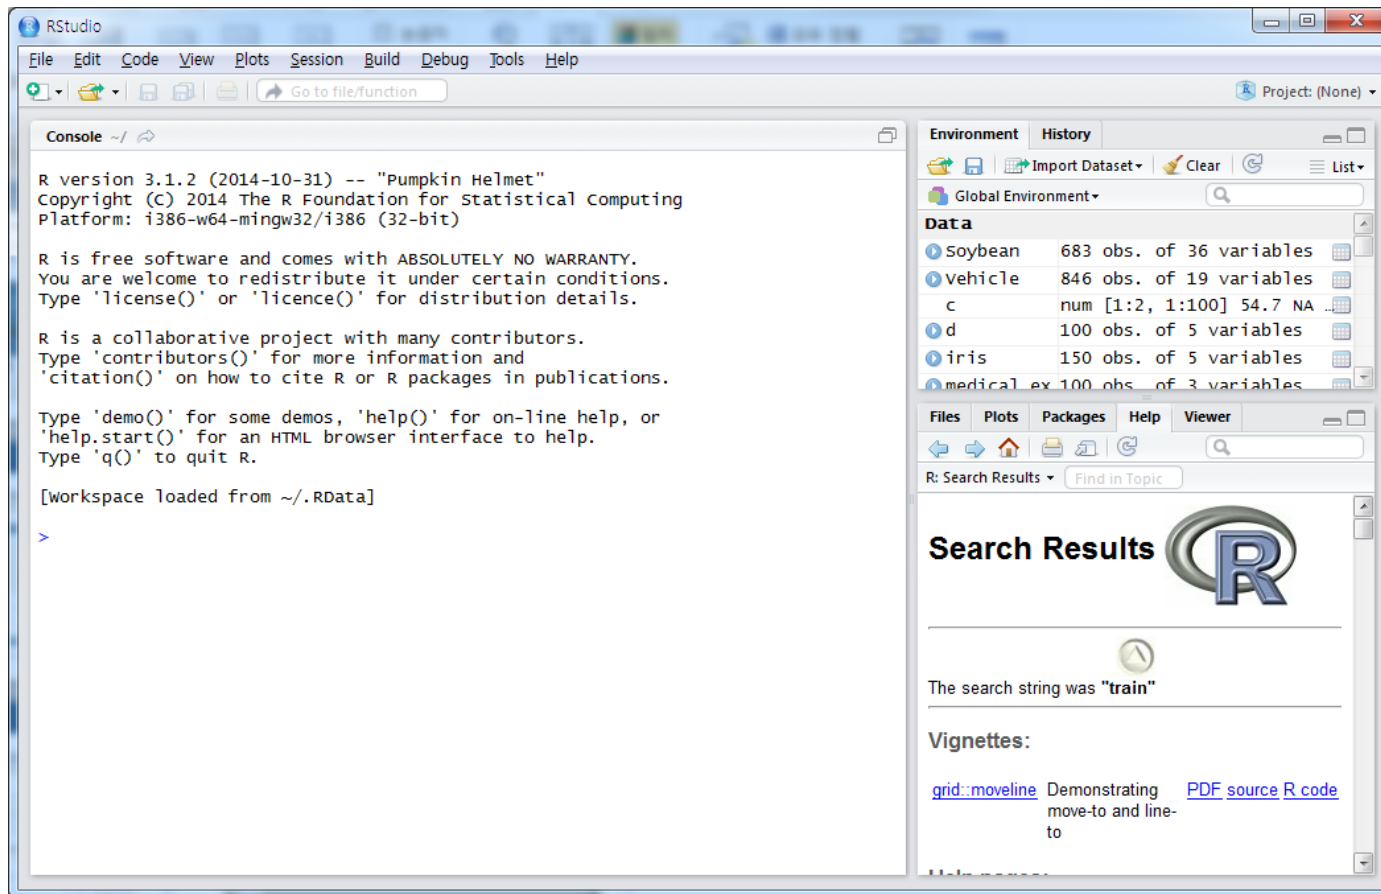 RStudio
File Edit Code View Plots Session Build Debug Tools Help
Go to file/function
Project: (None)
Console ~/
R version 3.1.2 (2014-10-31) -- "Pumpkin Helmet"
Copyright (C) 2014 The R Foundation for Statistical Computing
Platform: i386-w64-mingw32/i386 (32-bit)
R is free software and comes with ABSOLUTELY NO WARRANTY.
You are welcome to redistribute it under certain conditions.
Type 'license()' or 'licence()' for distribution details.
R is a collaborative project with many contributors.
Type 'contributors()' for more information and
'citation()' on how to cite R or R packages in publications.
Type 'demo()' for some demos, 'help()' for on-line help, or
'help.start()' for an HTML browser interface to help.
Type 'q()' to quit R.
[Workspace loaded from ~/.RData]
>
Environment History
Import Dataset Clear List
Global Environment
Data
Soybean 683 obs. of 36 variables
Vehicle 846 obs. of 19 variables
c num [1:2, 1:100] 54.7 NA ...
d 100 obs. of 5 variables
iris 150 obs. of 5 variables
medical_ex 100 obs. of 3 variables
Files Plots Packages Help Viewer
R: Search Results Find in Topic
Search Results R
The search string was "train"
Vignettes:
grid::moveline Demonstrating PDF source R code
move-to and line-
to
Help pages: